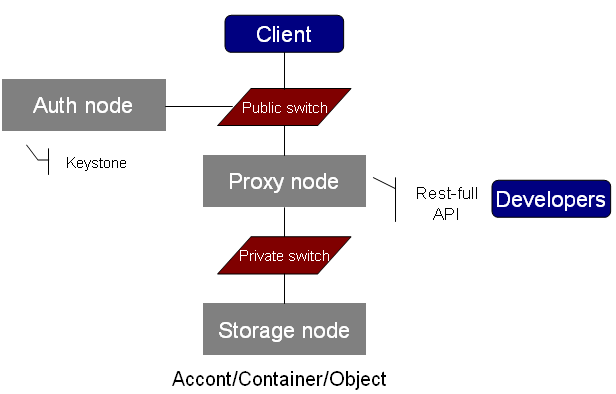 Client
Auth node
Public switch
Keystone
Proxy node
Rest-full
API
Developers
Private switch
Storage node
Accont/Container/Object